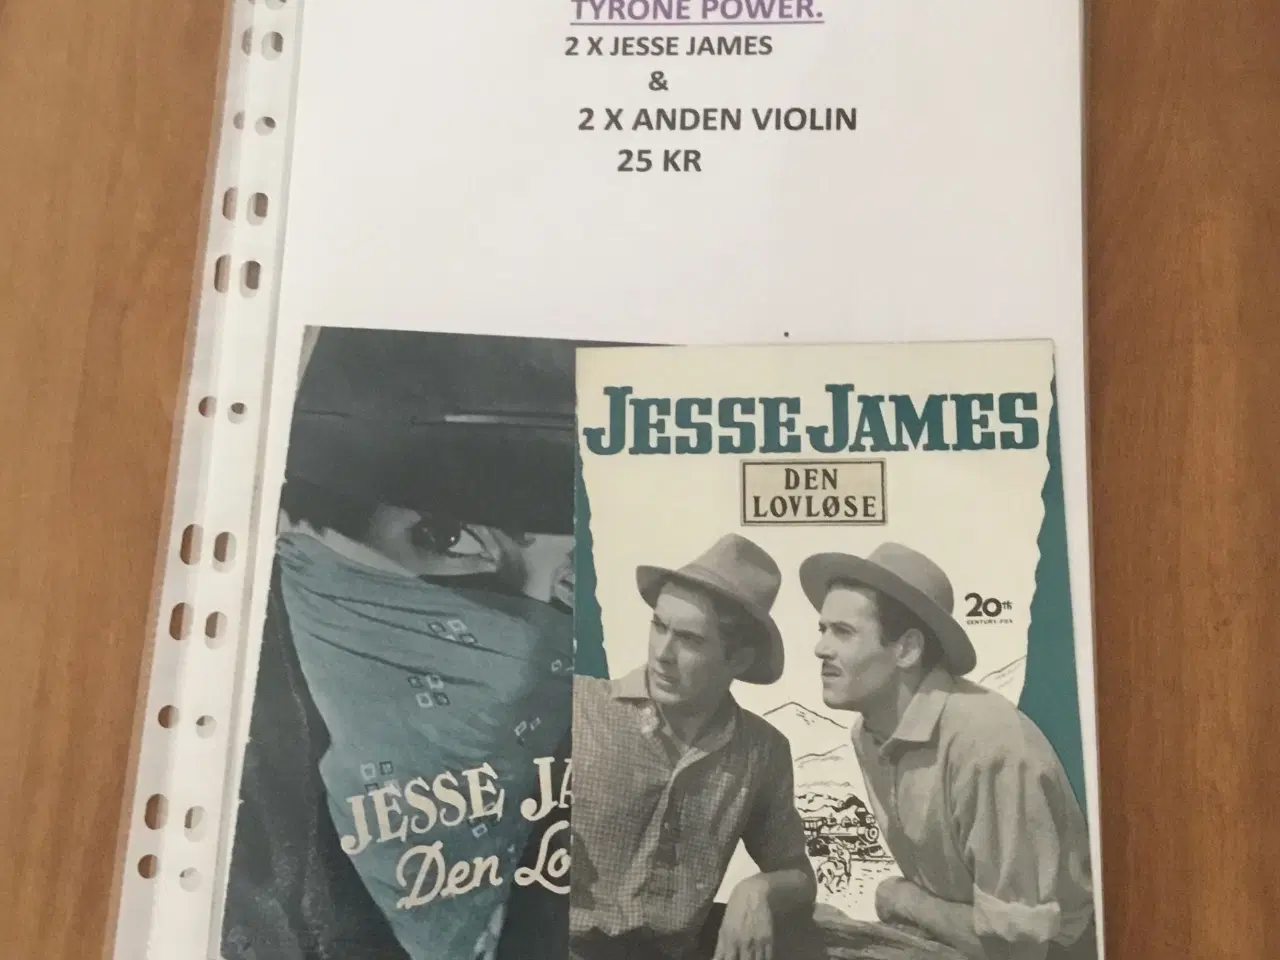 TYRONE POWER.
2 X JESSE JAMES
&
2 X ANDEN VIOLIN
25 KR
JESSE JAMES
DEN
LOVLØSE
20th
CENTURY-FOX
JESSE JA
Den Lo